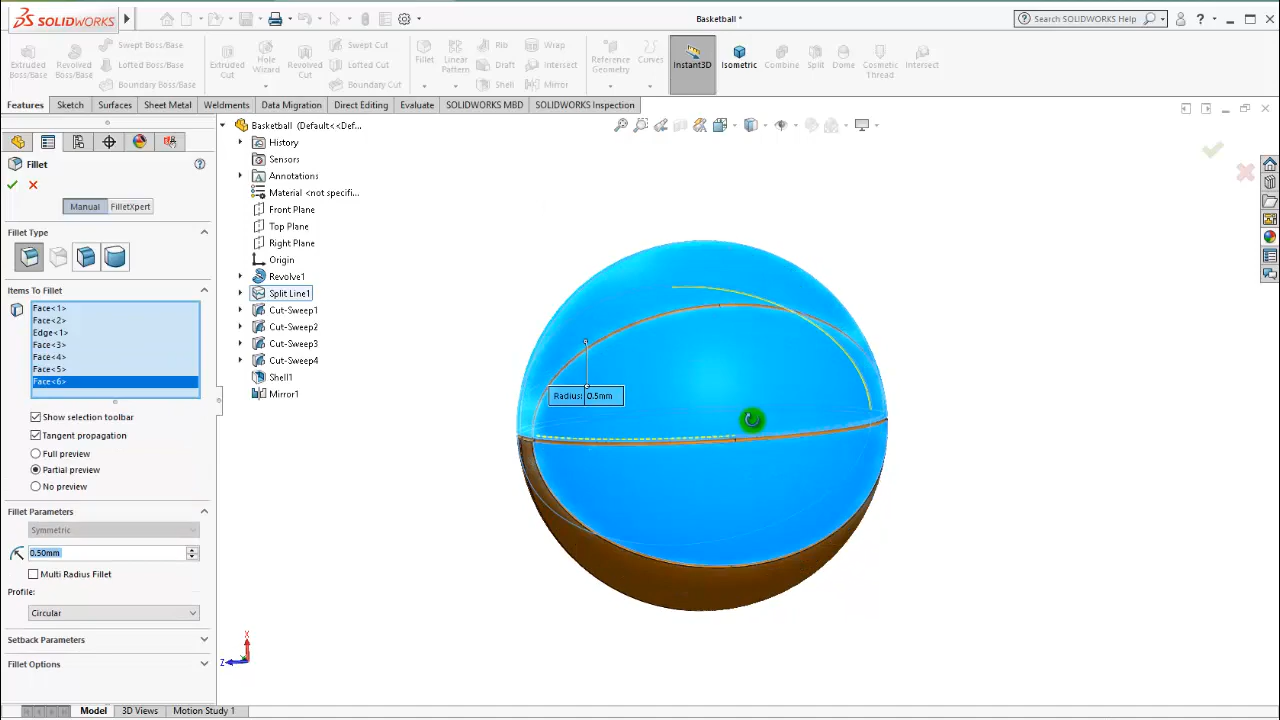 SOLIDWORKS
Basketball *
Search SOLIDWORKS Help
Extruded Boss/Base
Revolved Boss/Base
Swept Boss/Base
Lofted Boss/Base
Boundary Boss/Base
Extruded Cut
Hole Wizard
Revolved Cut
Swept Cut
Lofted Cut
Boundary Cut
Fillet
Linear Pattern
Rib
Draft
Shell
Wrap
Intersect
Mirror
Reference Geometry
Curves
Instant3D
Isometric
Combine
Split
Dome
Cosmetic Thread
Intersect
Features
Sketch
Surfaces
Sheet Metal
Weldments
Data Migration
Direct Editing
Evaluate
SOLIDWORKS MBD
SOLIDWORKS Inspection
Fillet
Manual
FilletXpert
Fillet Type
Items To Fillet
Face<1>
Face<2>
Edge<1>
Face<3>
Face<4>
Face<5>
Face<6>
Show selection toolbar
Tangent propagation
Full preview
Partial preview
No preview
Fillet Parameters
Symmetric
0.50mm
Multi Radius Fillet
Profile:
Circular
Setback Parameters
Fillet Options
Basketball (Default<<Def...
History
Sensors
Annotations
Material <not specifi...
Front Plane
Top Plane
Right Plane
Origin
Revolve1
Split Line1
Cut-Sweep1
Cut-Sweep2
Cut-Sweep3
Cut-Sweep4
Shell1
Mirror1
Radius: 0.5mm
X
Z
Model
3D Views
Motion Study 1